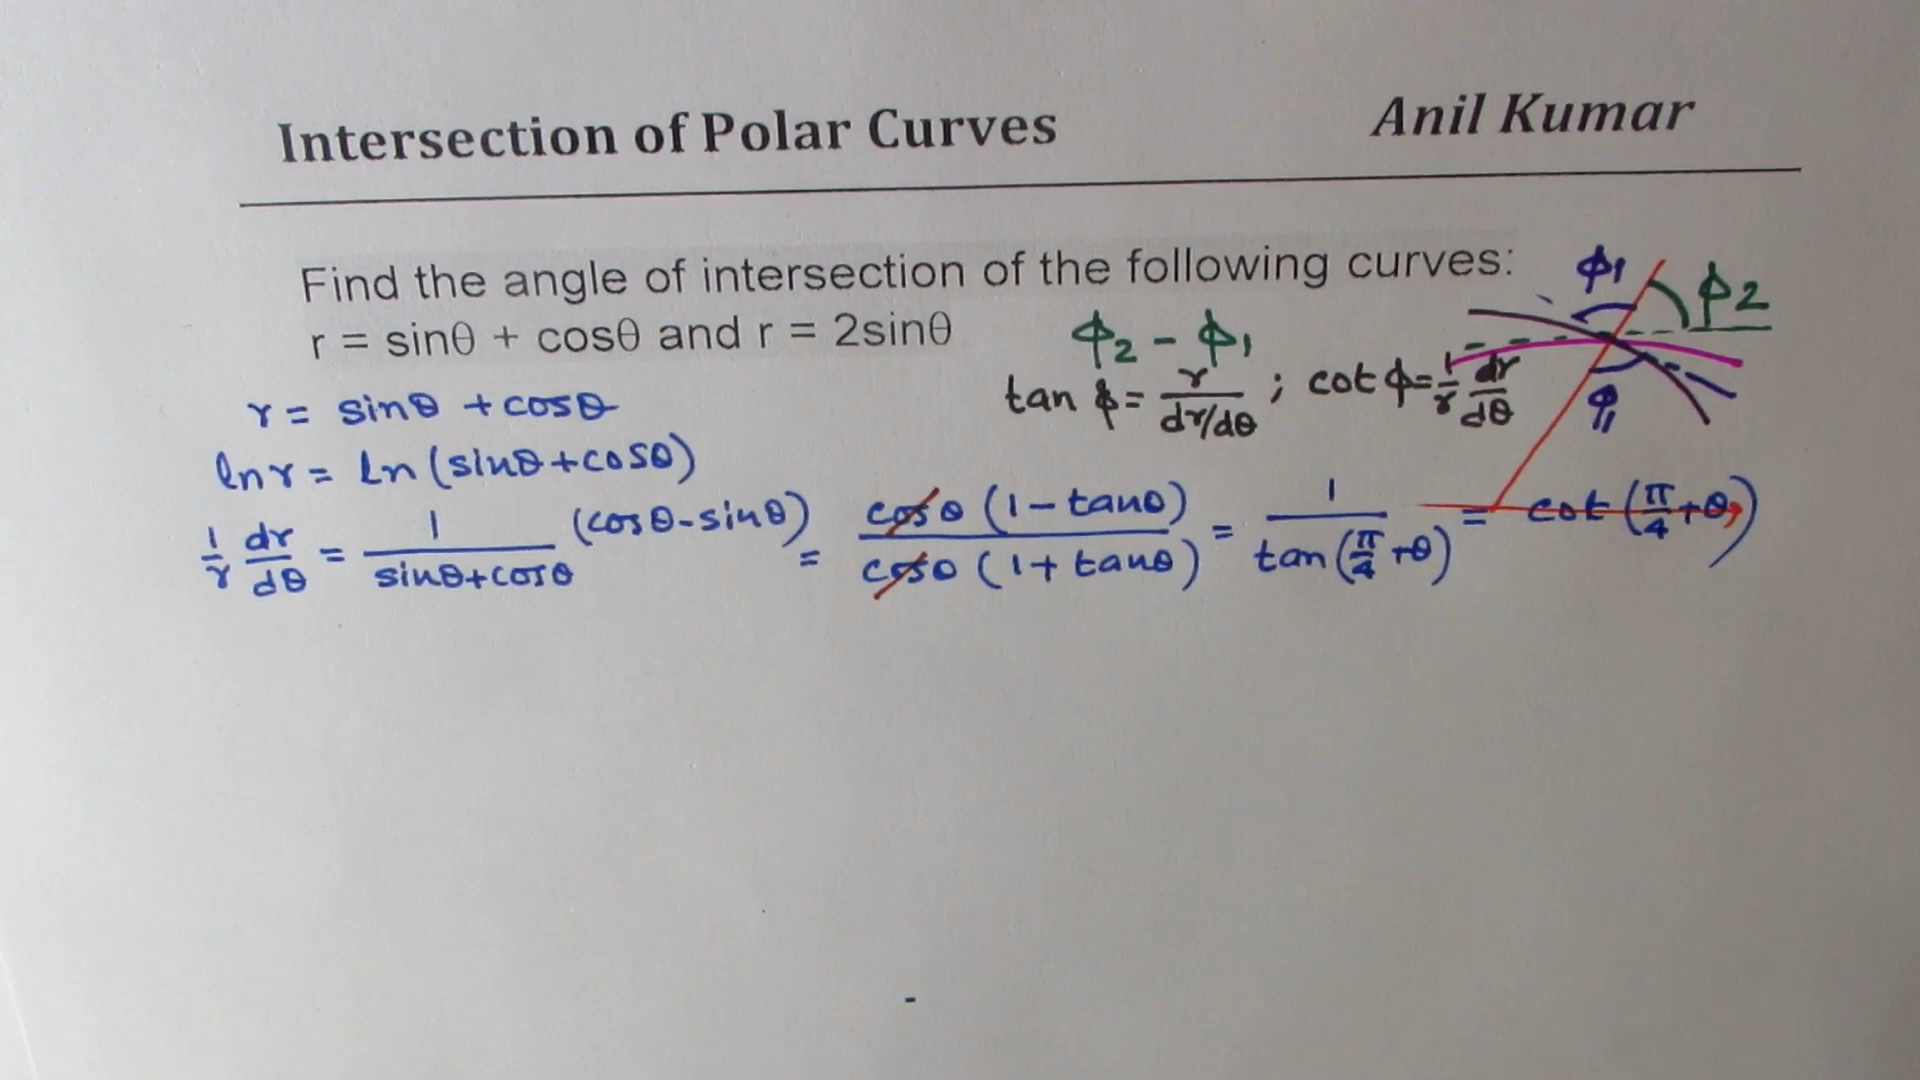 Intersection of Polar Curves Anil Kumar
Find the angle of intersection of the following curves:
r = sinθ + cosθ and r = 2sinθ
ϕ1 ϕ2
ϕ2 - ϕ1
tan ϕ = r / (dr/dθ) ; cot ϕ = 1/r dr/dθ
ϕ1
r = sinθ + cosθ
ln r = ln (sinθ + cosθ)
1/r dr/dθ = 1/(sinθ + cosθ) (cosθ - sinθ) = cosθ (1 - tanθ) / cosθ (1 + tanθ) = 1 / tan(π/4 + θ) = cot (π/4 + θ)